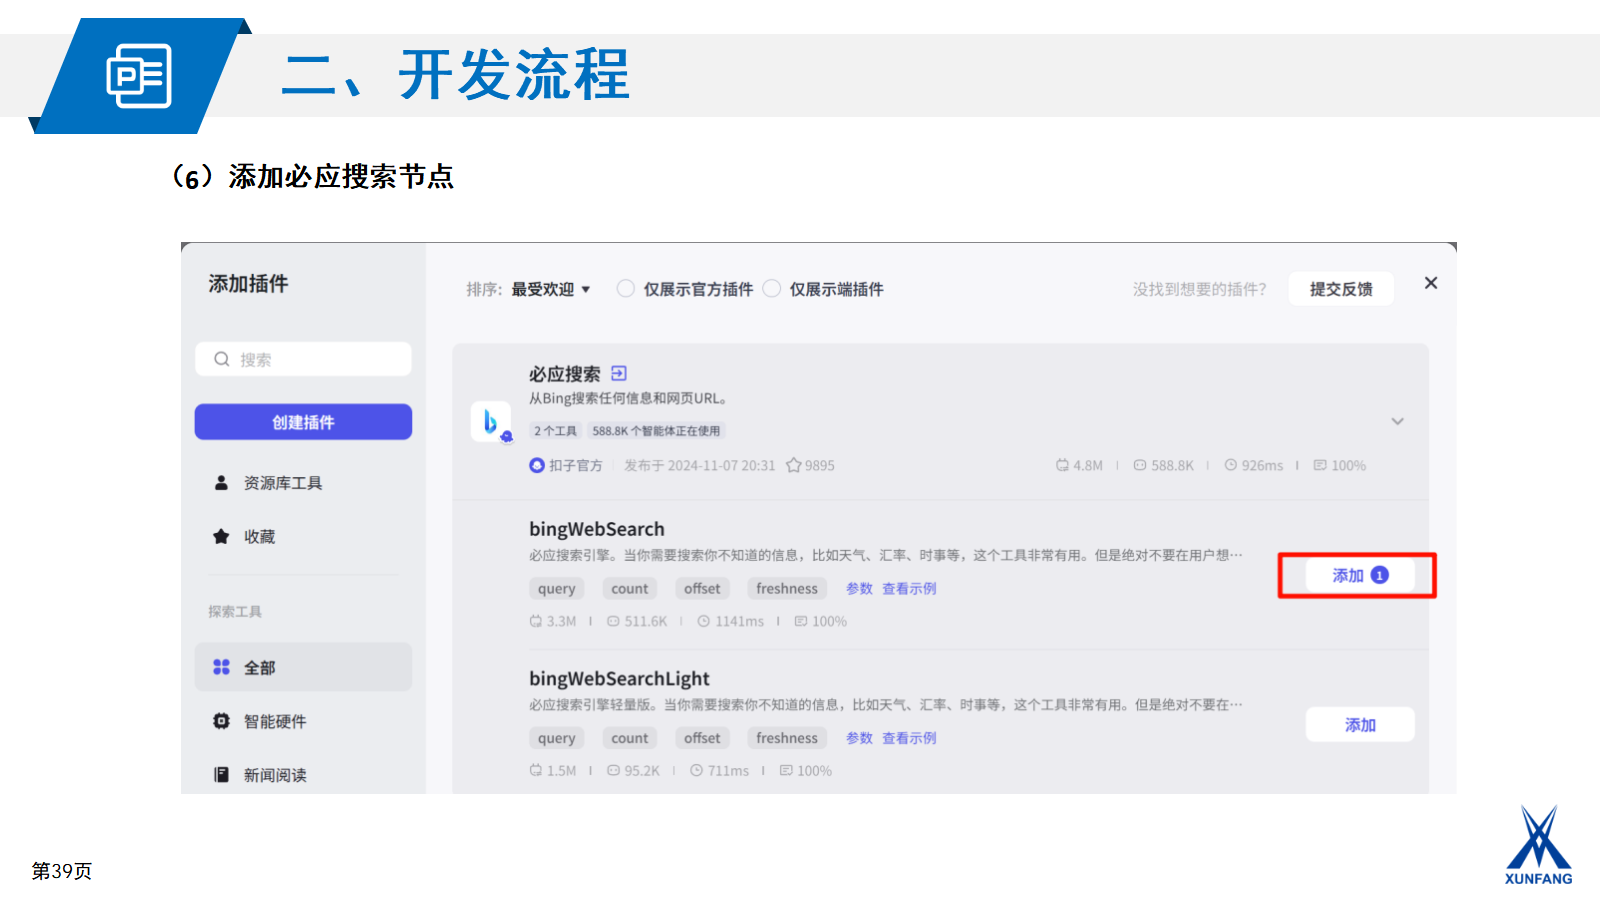 二、开发流程
（6）添加必应搜索节点
添加插件
搜索
创建插件
资源库工具
收藏
探索工具
全部
智能硬件
新闻阅读
排序: 最受欢迎 仅展示官方插件 仅展示端插件
没找到想要的插件？ 提交反馈
必应搜索
从Bing搜索任何信息和网页URL。
2 个工具 588.8K 个智能体正在使用
扣子官方 发布于 2024-11-07 20:31 9895
4.8M 588.8K 926ms 100%
bingWebSearch
必应搜索引擎。当你需要搜索你不知道的信息，比如天气、汇率、时事等，这个工具非常有用。但是绝对不要在用户想…
query count offset freshness 参数 查看示例
3.3M 511.6K 1141ms 100%
添加 1
bingWebSearchLight
必应搜索引擎轻量版。当你需要搜索你不知道的信息，比如天气、汇率、时事等，这个工具非常有用。但是绝对不要在…
query count offset freshness 参数 查看示例
1.5M 95.2K 711ms 100%
添加
第39页
XUNFANG